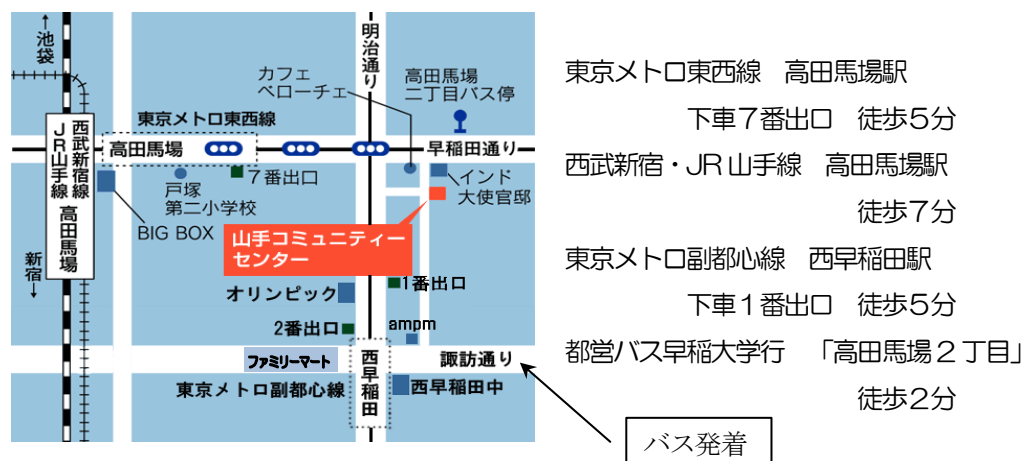 ←池袋
明治通り
カフェ
ベローチェ
高田馬場
二丁目バス停
東京メトロ東西線
高田馬場
早稲田通り
西武新宿線
JR山手線
高田馬場
7番出口
戸塚
第二小学校
インド
大使官邸
BIG BOX
山手コミュニティー
センター
新宿→
オリンピック
1番出口
2番出口
ampm
ファミリーマート
西早稲田
諏訪通り
東京メトロ副都心線
西早稲田中
バス発着
東京メトロ東西線 高田馬場駅
下車7番出口 徒歩5分
西武新宿・JR山手線 高田馬場駅
徒歩7分
東京メトロ副都心線 西早稲田駅
下車1番出口 徒歩5分
都営バス早稲大学行 「高田馬場2丁目」
徒歩2分